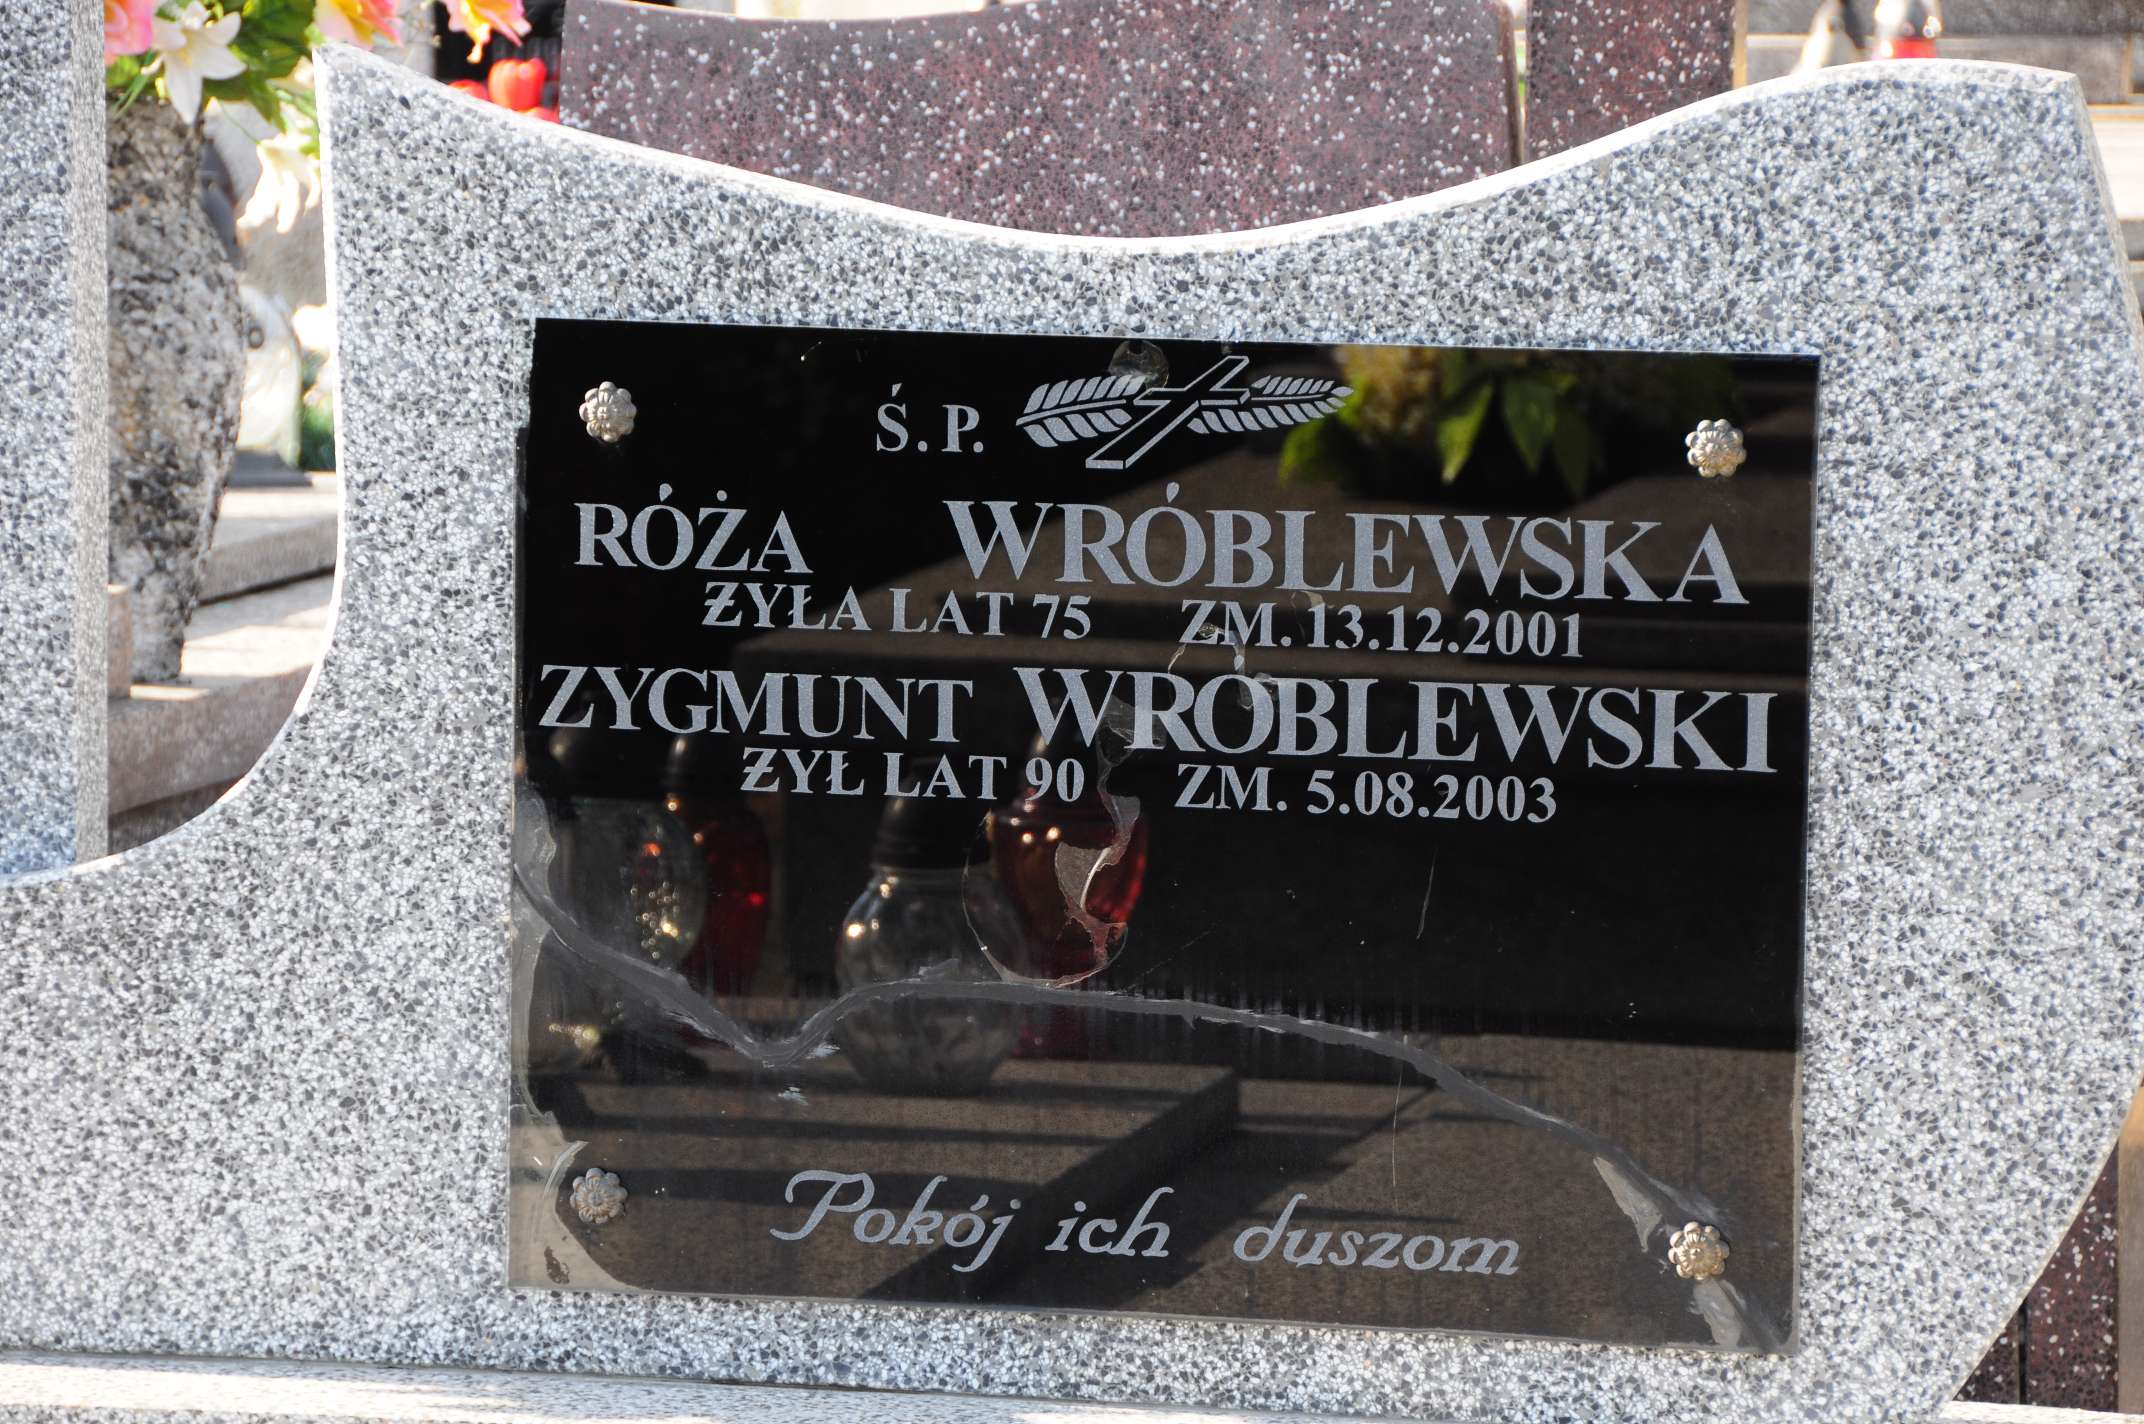 Ś.P.
RÓŻA WRÓBLEWSKA
ŻYŁA LAT 75 ZM. 13.12.2001
ZYGMUNT WRÓBLEWSKI
ŻYŁ LAT 90 ZM. 5.08.2003
Pokój ich duszom